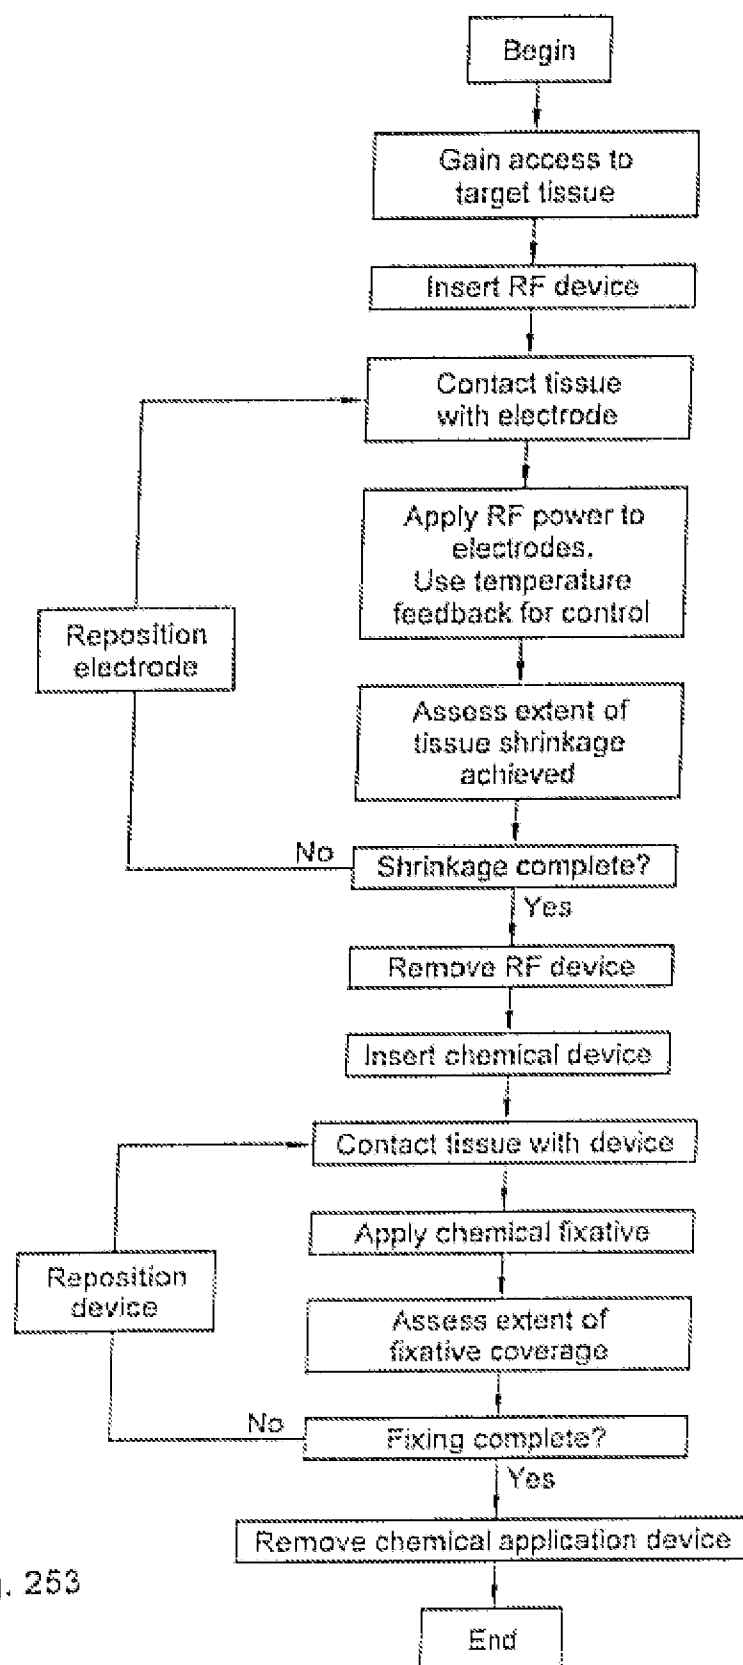 Begin
Gain access to
target tissue
Insert RF device
Contact tissue
with electrode
Apply RF power to
electrodes.
Use temperature
feedback for control
Reposition
electrode
Assess extent of
tissue shrinkage
achieved
No
Shrinkage complete?
Yes
Remove RF device
Insert chemical device
Contact tissue with device
Apply chemical fixative
Reposition
device
Assess extent of
fixative coverage
No
Fixing complete?
Yes
Remove chemical application device
. 253
End